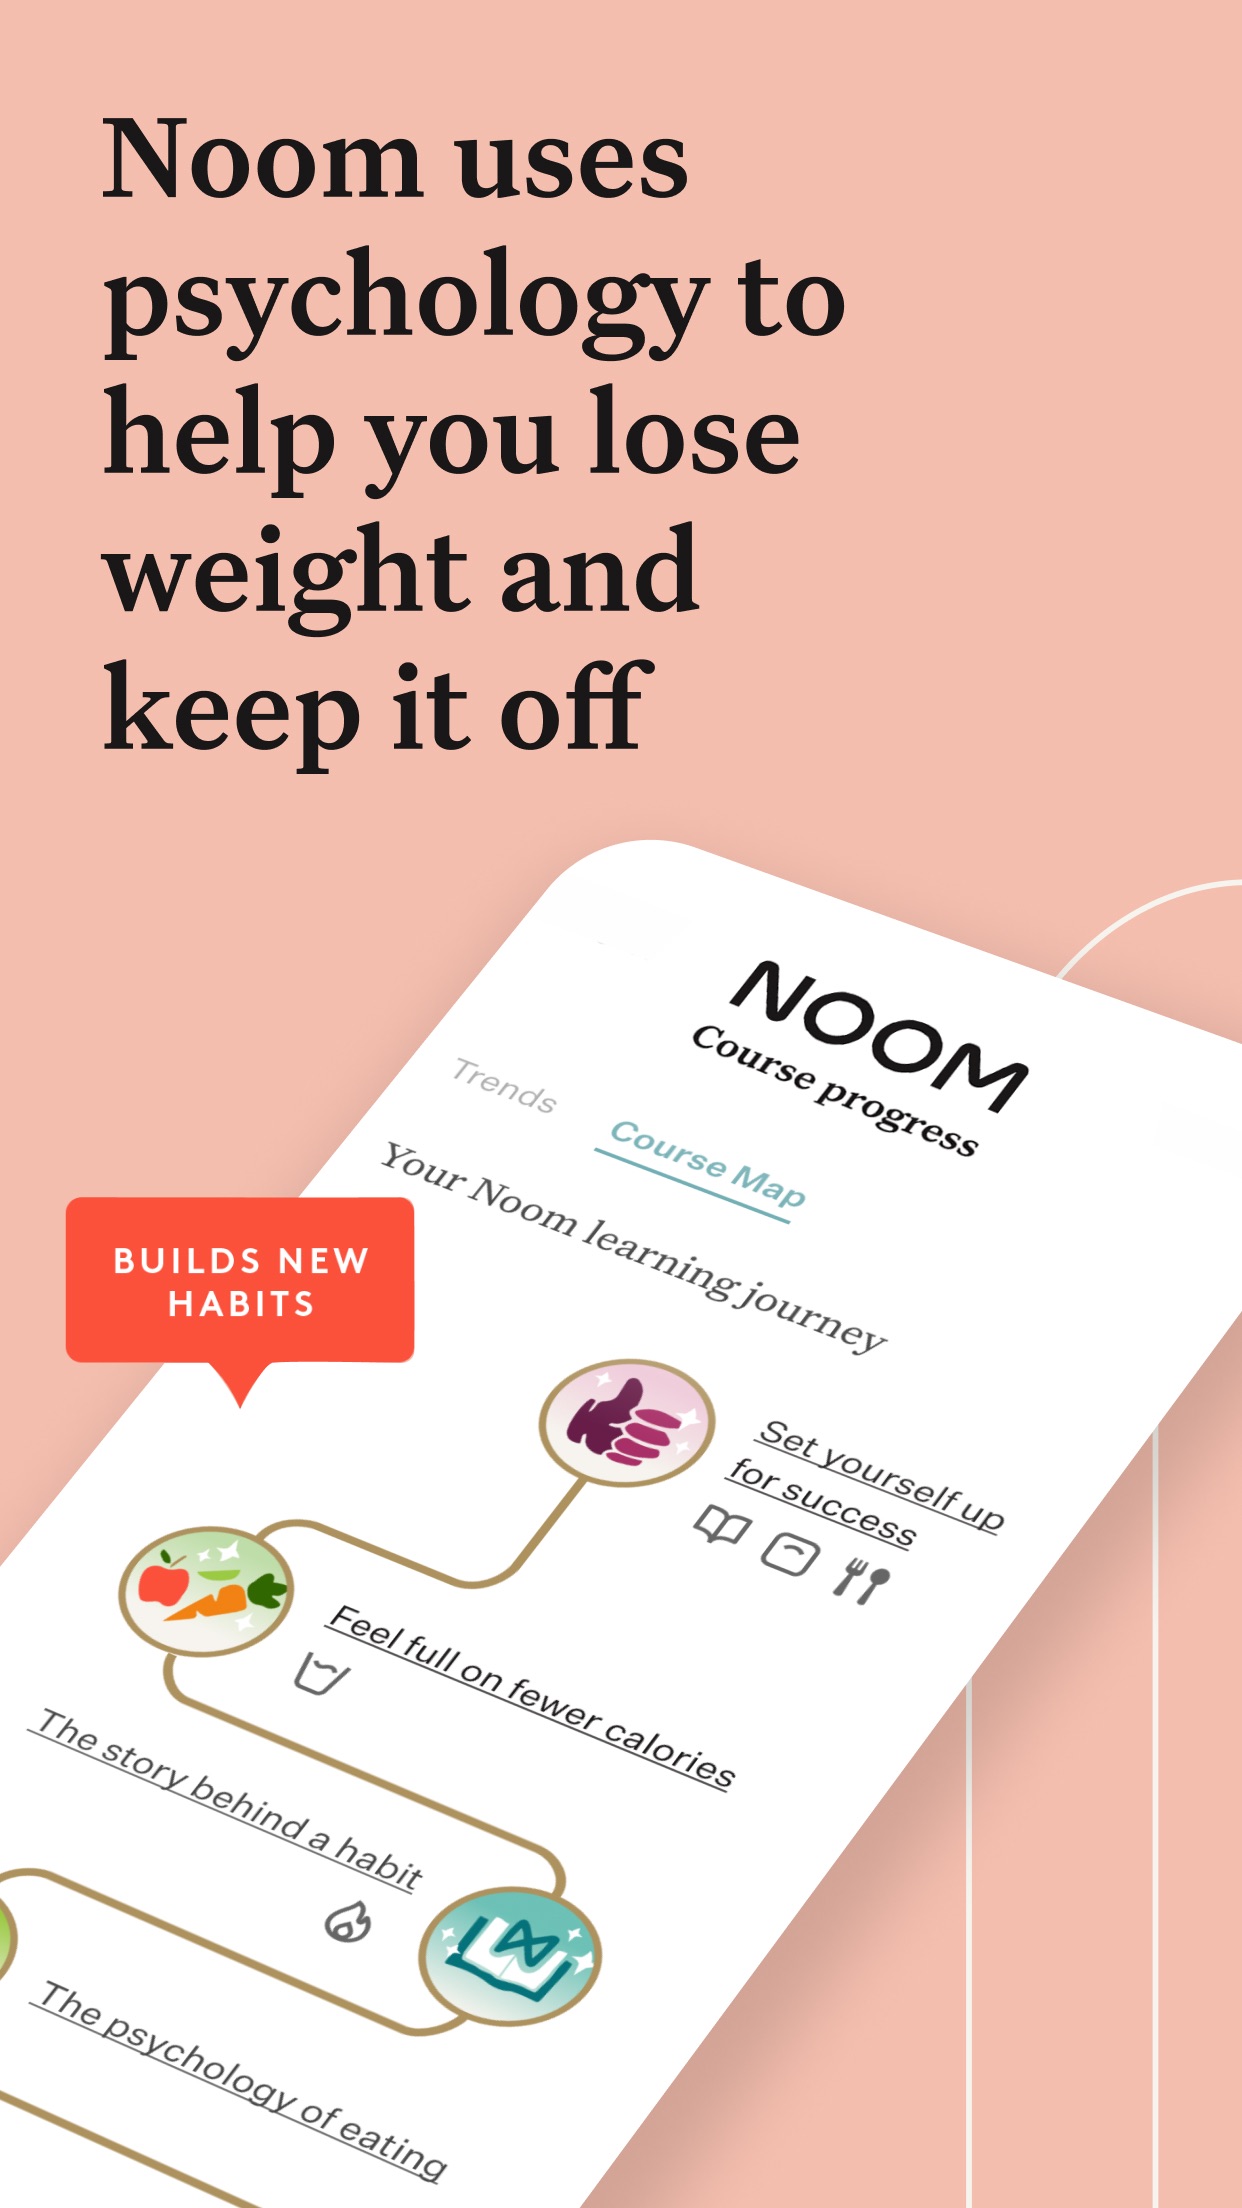 Noom uses
psychology to
help you lose
weight and
keep it off
NOOM
Course progress
Trends
Course Map
Your Noom learning journey
BUILDS NEW
HABITS
Set yourself up
for success
Feel full on fewer calories
The story behind a habit
The psychology of eating